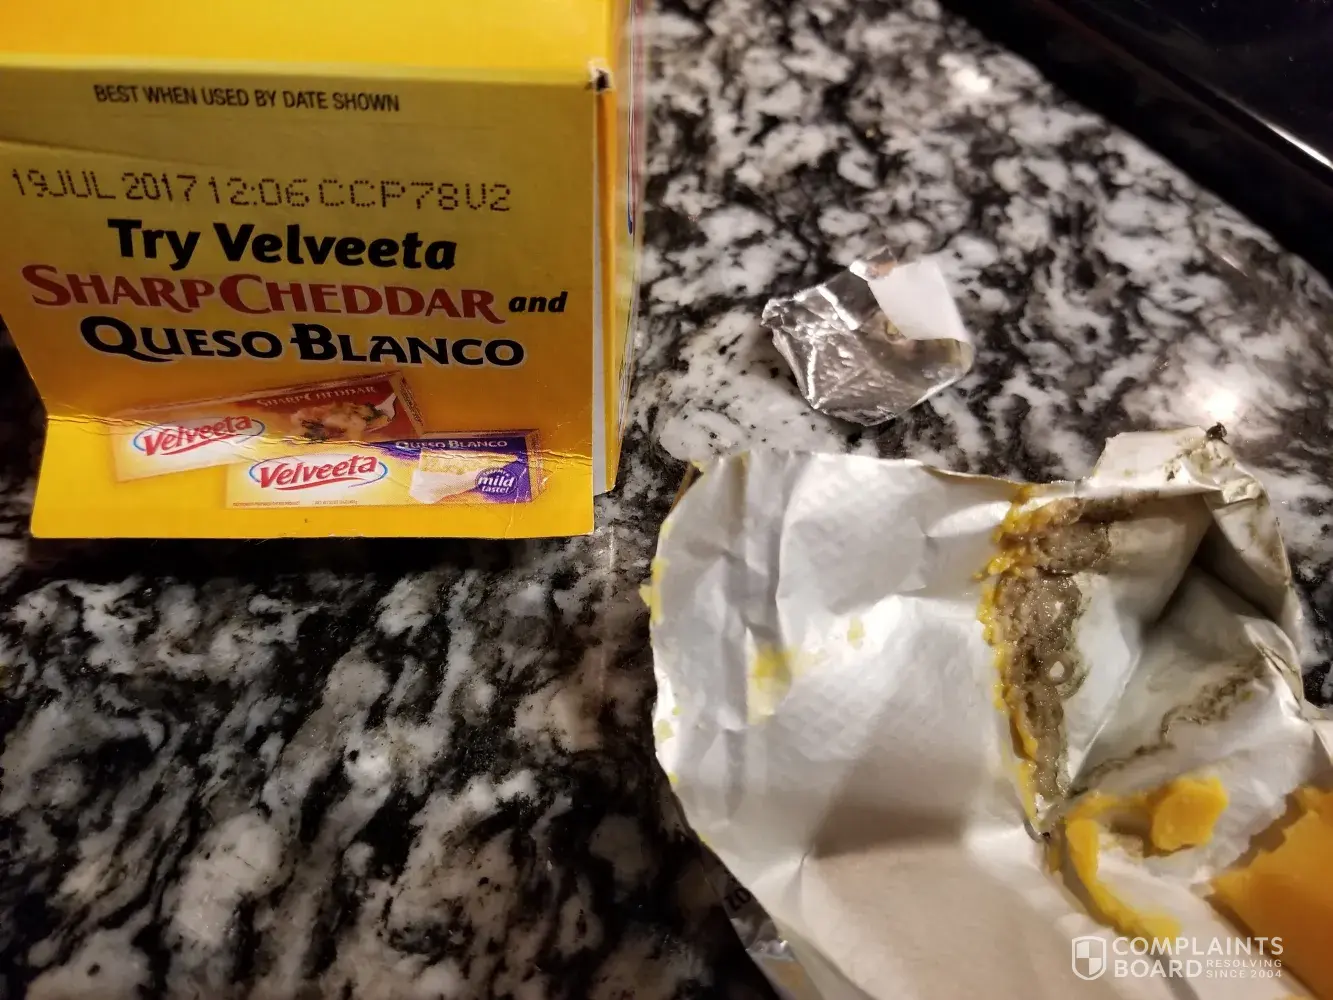 BEST WHEN USED BY DATE SHOWN
19JUL 2017 12:06 CCP78V2
Try Velveeta
SHARP CHEDDAR and
QUESO BLANCO
SHARP CHEDDAR
Velveeta
QUESO BLANCO
Velveeta
mild
taste!
COMPLAINTS
BOARD RESOLVING
SINCE 2004